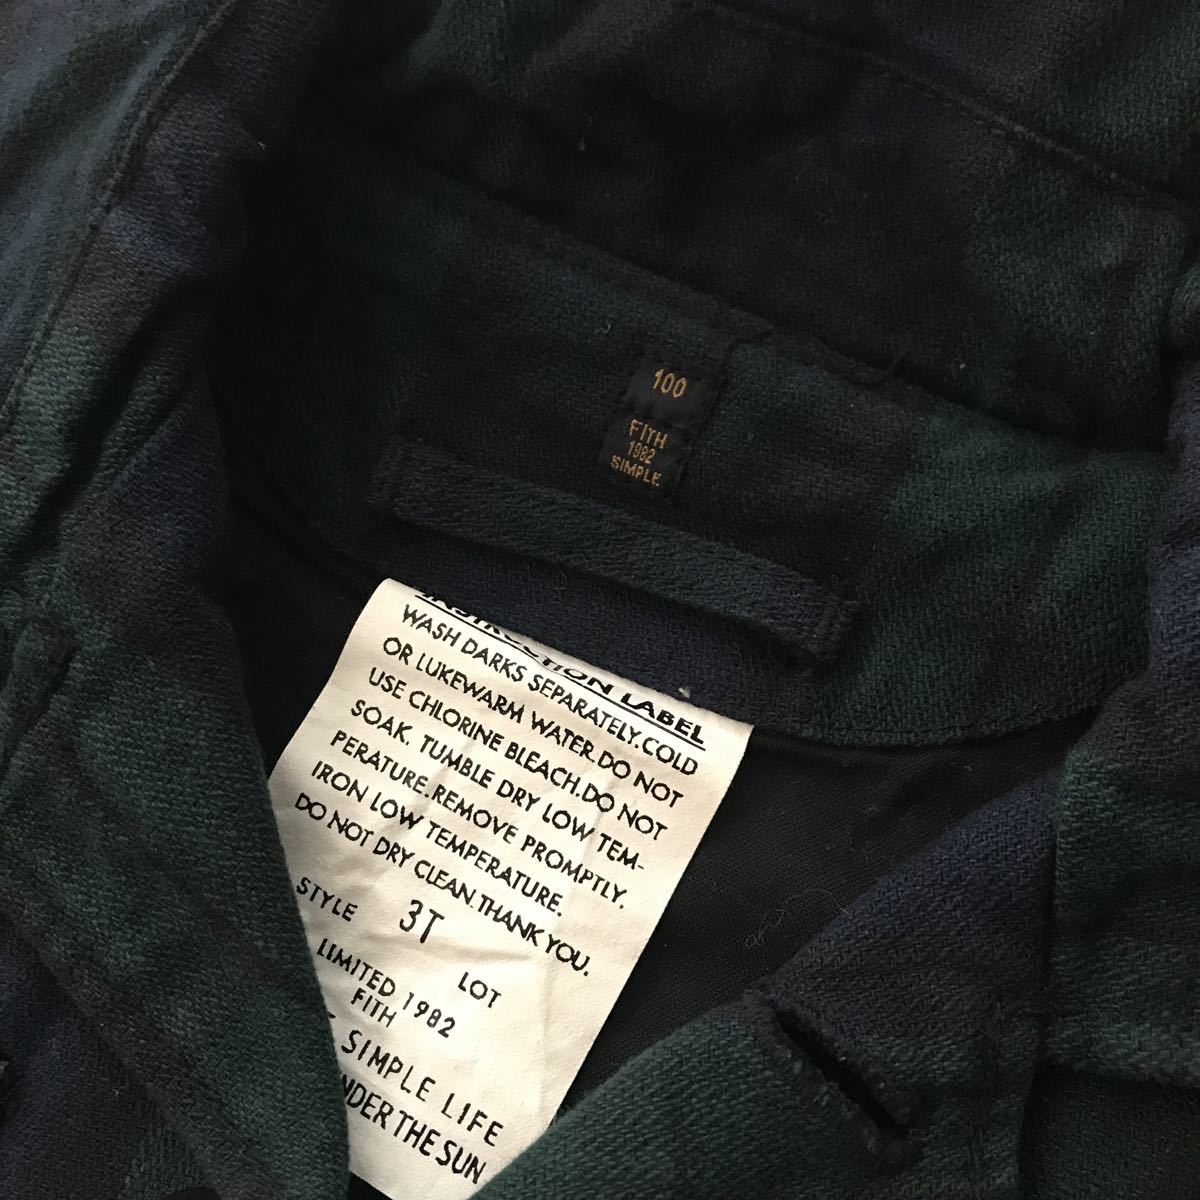 100
FITH
1982
SIMPLE
INSTRUCTION LABEL
WASH DARKS SEPARATELY.COLD
OR LUKEWARM WATER.DO NOT
USE CHLORINE BLEACH.DO NOT
SOAK. TUMBLE DRY LOW TEM-
PERATURE.REMOVE PROMPTLY.
IRON LOW TEMPERATURE.
DO NOT DRY CLEAN.THANK YOU.
STYLE 3T LOT
LIMITED 1982
FITH
SIMPLE LIFE
NDER THE SUN